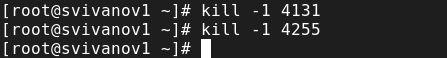 [root@svivanov1 ~]# kill -1 4131
[root@svivanov1 ~]# kill -1 4255
[root@svivanov1 ~]#